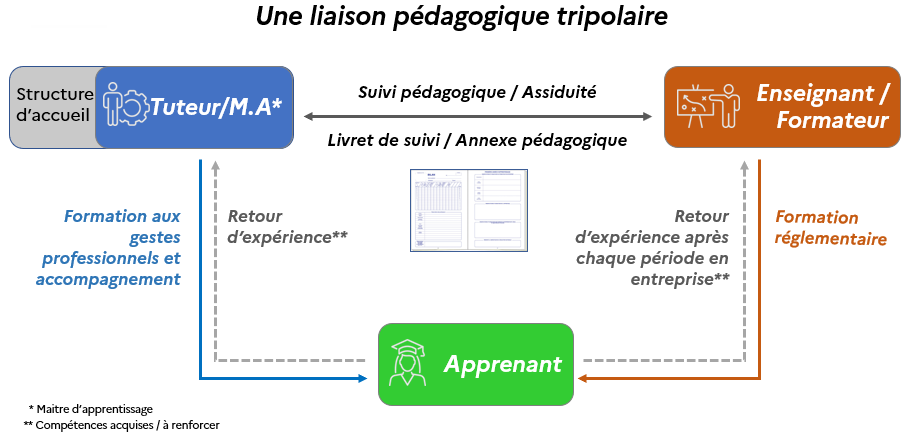 Une liaison pédagogique tripolaire
Structure
d'accueil
Tuteur/M.A*
Suivi pédagogique / Assiduité
Livret de suivi / Annexe pédagogique
Enseignant /
Formateur
Formation aux
gestes
professionnels et
accompagnement
Retour
d'expérience**
Retour
d'expérience après
chaque période en
entreprise**
Formation
réglementaire
Apprenant
* Maitre d'apprentissage
** Compétences acquises / à renforcer